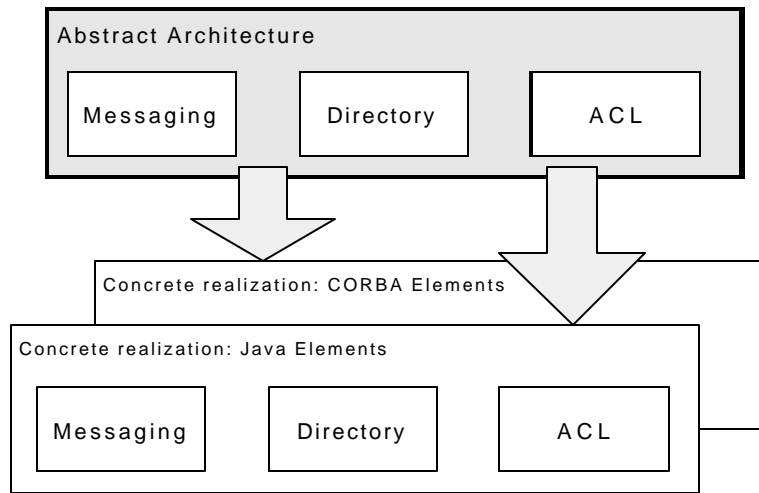 Abstract Architecture
Messaging
Directory
ACL
Concrete realization: CORBA Elements
Concrete realization: Java Elements
Messaging
Directory
ACL